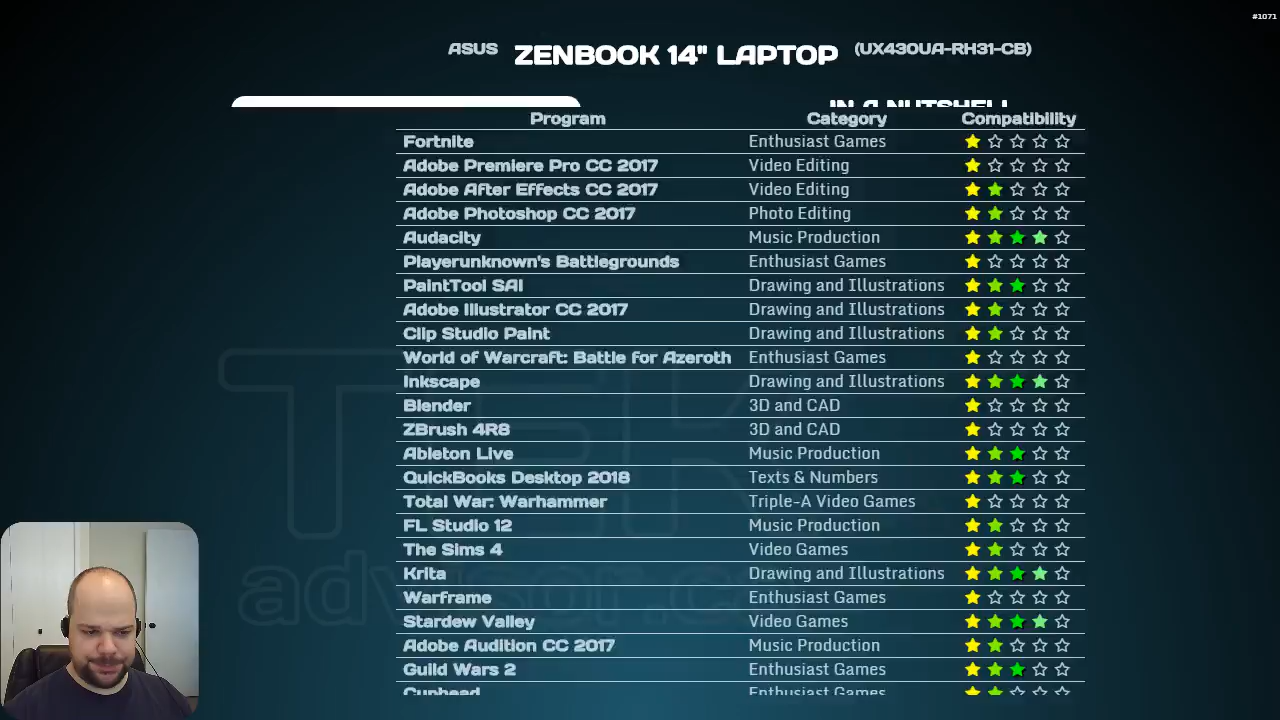 #1071
ASUS ZENBOOK 14" LAPTOP (UX430UA-RH31-CB)
IN A NUTSHELL
Program Category Compatibility
Fortnite Enthusiast Games
Adobe Premiere Pro CC 2017 Video Editing
Adobe After Effects CC 2017 Video Editing
Adobe Photoshop CC 2017 Photo Editing
Audacity Music Production
Playerunknown's Battlegrounds Enthusiast Games
PaintTool SAI Drawing and Illustrations
Adobe Illustrator CC 2017 Drawing and Illustrations
Clip Studio Paint Drawing and Illustrations
World of Warcraft: Battle for Azeroth Enthusiast Games
Inkscape Drawing and Illustrations
Blender 3D and CAD
ZBrush 4R8 3D and CAD
Ableton Live Music Production
QuickBooks Desktop 2018 Texts & Numbers
Total War: Warhammer Triple-A Video Games
FL Studio 12 Music Production
The Sims 4 Video Games
Krita Drawing and Illustrations
Warframe Enthusiast Games
Stardew Valley Video Games
Adobe Audition CC 2017 Music Production
Guild Wars 2 Enthusiast Games
Cuphead Enthusiast Games
TEK